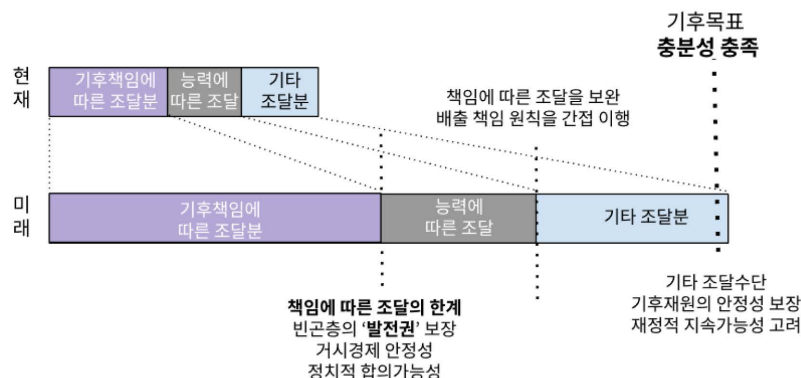 기후목표
충분성 충족
현
재
기후책임에
따른 조달분
능력에
따른 조달
기타
조달분
책임에 따른 조달을 보완
배출 책임 원칙을 간접 이행
미
래
기후책임에
따른 조달분
능력에
따른 조달
기타 조달분
책임에 따른 조달의 한계
빈곤층의 ‘발전권’ 보장
거시경제 안정성
정치적 합의가능성
기타 조달수단
기후재원의 안정성 보장
재정적 지속가능성 고려